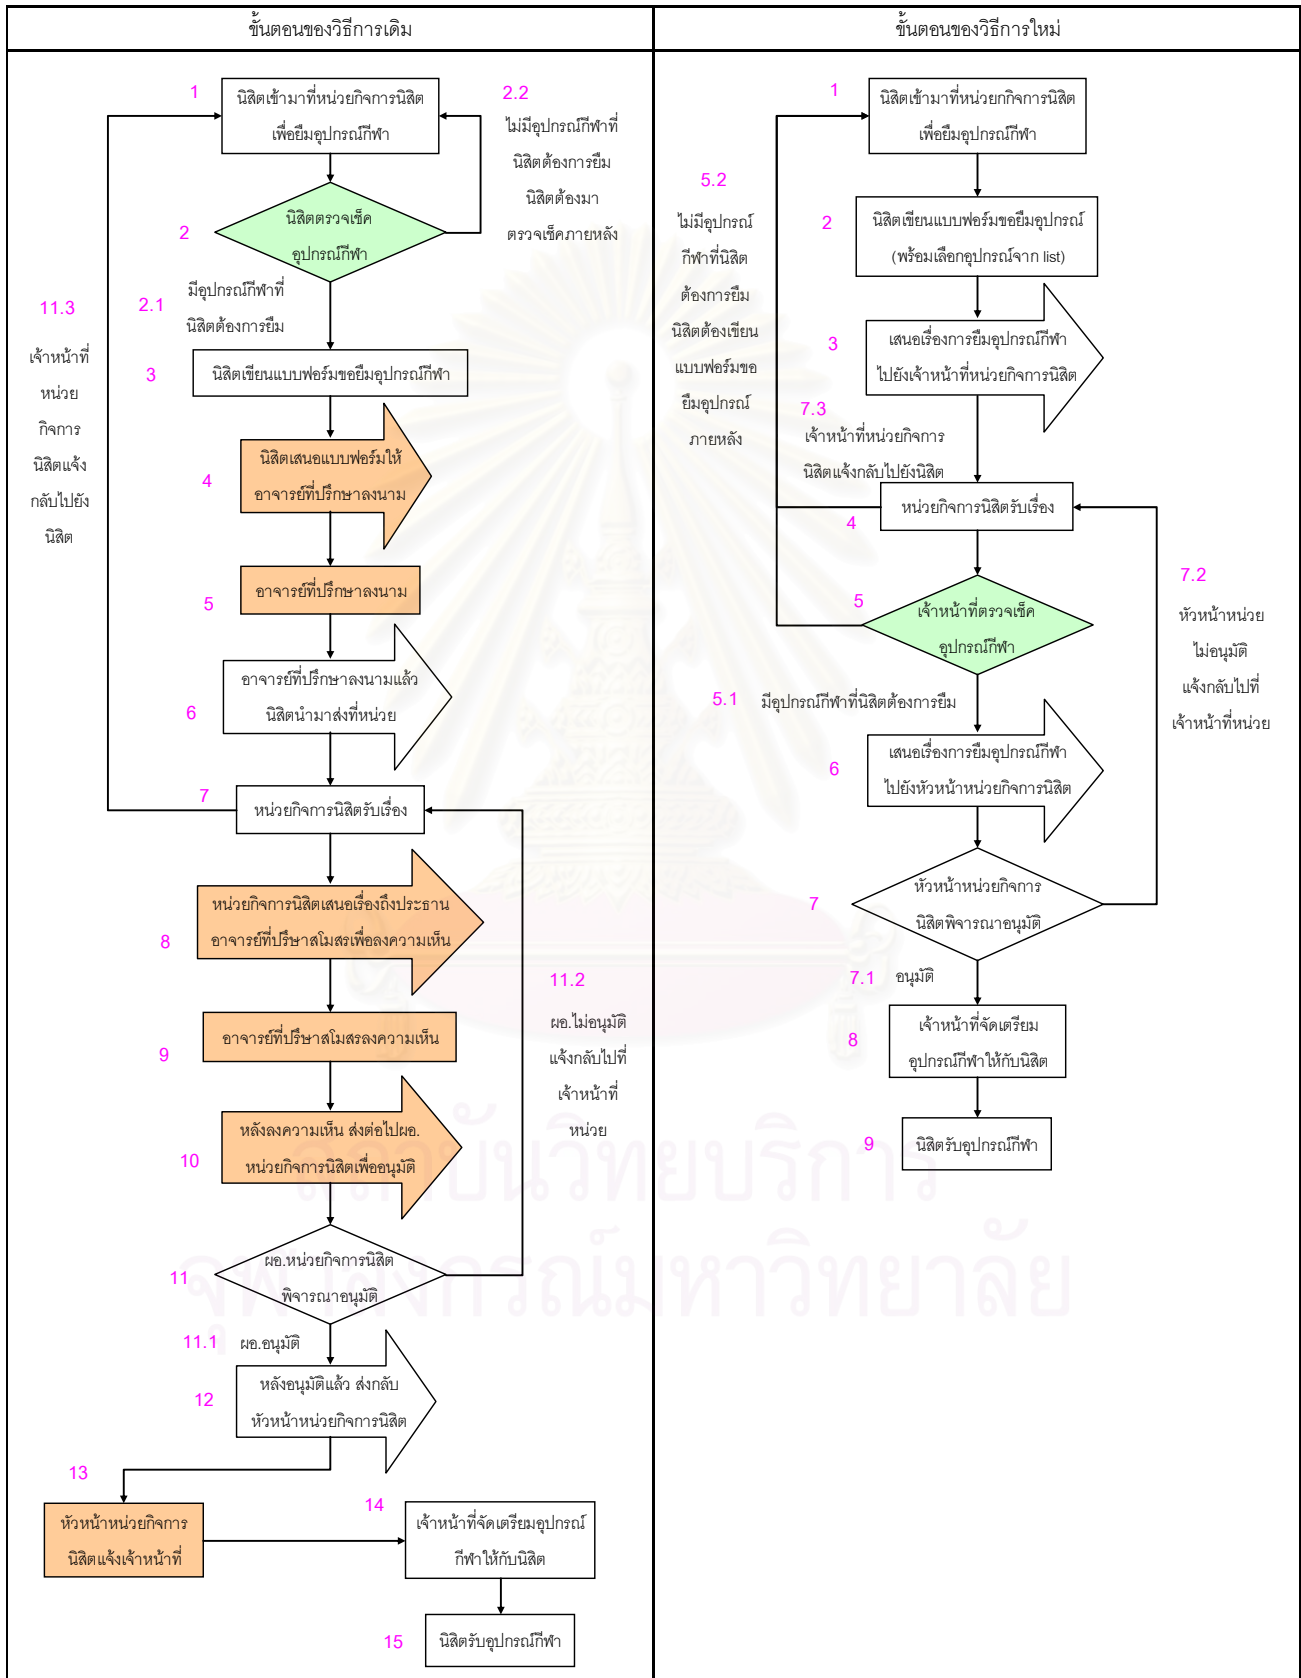 ขั้นตอนของวิธีการเดิม
1
นิสิตเข้ามาที่หน่วยกิจการนิสิต
เพื่อยืมอุปกรณ์กีฬา
2.2
ไม่มีอุปกรณ์กีฬาที่
นิสิตต้องการยืม
นิสิตต้องมา
ตรวจเช็คภายหลัง
2
นิสิตตรวจเช็ค
อุปกรณ์กีฬา
2.1
มีอุปกรณ์กีฬาที่
นิสิตต้องการยืม
11.3
เจ้าหน้าที่
หน่วย
กิจการ
นิสิตแจ้ง
กลับไปยัง
นิสิต
3
นิสิตเขียนแบบฟอร์มขอยืมอุปกรณ์กีฬา
4
นิสิตเสนอแบบฟอร์มให้
อาจารย์ที่ปรึกษาลงนาม
5
อาจารย์ที่ปรึกษาลงนาม
6
อาจารย์ที่ปรึกษาลงนามแล้ว
นิสิตนำมาส่งที่หน่วย
7
หน่วยกิจการนิสิตรับเรื่อง
8
หน่วยกิจการนิสิตเสนอเรื่องถึงประธาน
อาจารย์ที่ปรึษาสโมสรเพื่อลงความเห็น
11.2
ผอ.ไม่อนุมัติ
แจ้งกลับไปที่
เจ้าหน้าที่
หน่วย
9
อาจารย์ที่ปรึษาสโมสรลงความเห็น
10
หลังลงความเห็น ส่งต่อไปผอ.
หน่วยกิจการนิสิตเพื่ออนุมัติ
11
ผอ.หน่วยกิจการนิสิต
พิจารณาอนุมัติ
11.1
ผอ.อนุมัติ
12
หลังอนุมัติแล้ว ส่งกลับ
หัวหน้าหน่วยกิจการนิสิต
13
หัวหน้าหน่วยกิจการ
นิสิตแจ้งเจ้าหน้าที่
14
เจ้าหน้าที่จัดเตรียมอุปกรณ์
กีฬาให้กับนิสิต
15
นิสิตรับอุปกรณ์กีฬา
ขั้นตอนของวิธีการใหม่
1
นิสิตเข้ามาที่หน่วยกกิจการนิสิต
เพื่อยืมอุปกรณ์กีฬา
2
นิสิตเขียนแบบฟอร์มขอยืมอุปกรณ์
(พร้อมเลือกอุปกรณ์จาก list)
5.2
ไม่มีอุปกรณ์
กีฬาที่นิสิต
ต้องการยืม
นิสิตต้องเขียน
แบบฟอร์มขอ
ยืมอุปกรณ์
ภายหลัง
3
เสนอเรื่องการยืมอุปกรณ์กีฬา
ไปยังเจ้าหน้าที่หน่วยกิจการนิสิต
7.3
เจ้าหน้าที่หน่วยกิจการ
นิสิตแจ้งกลับไปยังนิสิต
4
หน่วยกิจการนิสิตรับเรื่อง
5
เจ้าหน้าที่ตรวจเช็ค
อุปกรณ์กีฬา
7.2
หัวหน้าหน่วย
ไม่อนุมัติ
แจ้งกลับไปที่
เจ้าหน้าที่หน่วย
5.1
มีอุปกรณ์กีฬาที่นิสิตต้องการยืม
6
เสนอเรื่องการยืมอุปกรณ์กีฬา
ไปยังหัวหน้าหน่วยกิจการนิสิต
7
หัวหน้าหน่วยกิจการ
นิสิตพิจารณาอนุมัติ
7.1
อนุมัติ
8
เจ้าหน้าที่จัดเตรียม
อุปกรณ์กีฬาให้กับนิสิต
9
นิสิตรับอุปกรณ์กีฬา
สถาบันวิทยบริการ
จุฬาลงกรณ์มหาวิทยาลัย